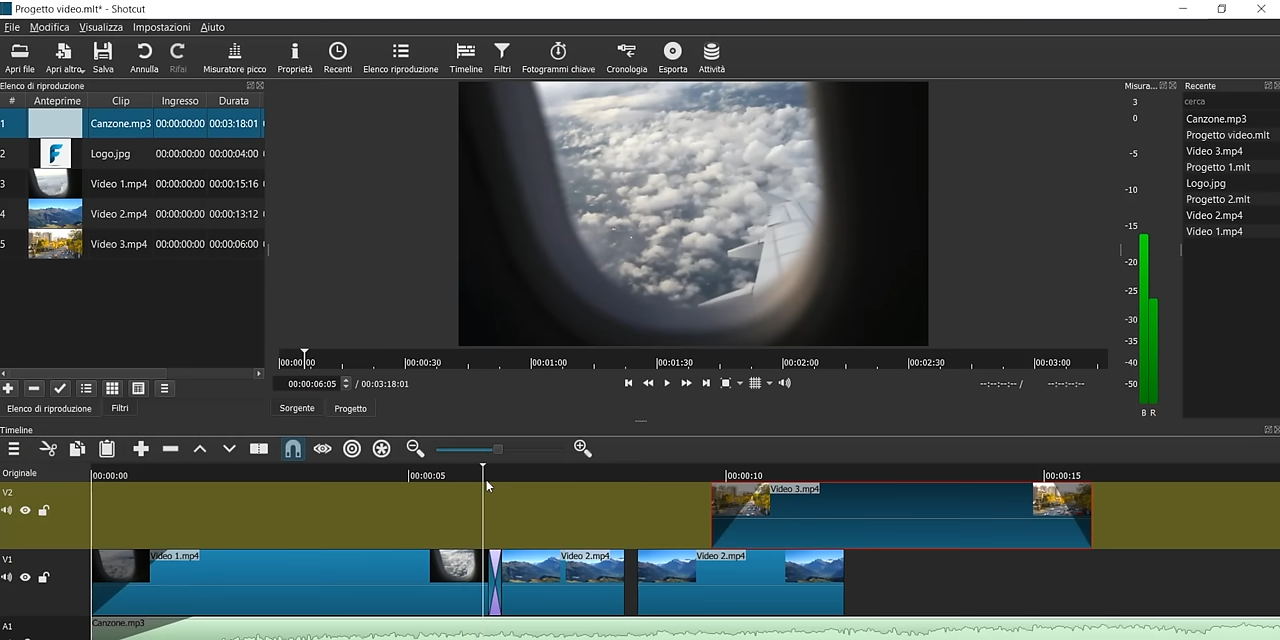 Progetto video.mlt* - Shotcut
File Modifica Visualizza Impostazioni Aiuto
Apri file Apri altro Salva Annulla Rifai Misuratore picco Proprietà Recenti Elenco riproduzione Timeline Filtri Fotogrammi chiave Cronologia Esporta Attività
Elenco di riproduzione
# Anteprime Clip Ingresso Durata
1 Canzone.mp3 00:00:00:00 00:03:18:01
2 Logo.jpg 00:00:00:00 00:00:04:00
3 Video 1.mp4 00:00:00:00 00:00:15:16
4 Video 2.mp4 00:00:00:00 00:00:13:12
5 Video 3.mp4 00:00:00:00 00:00:06:00
Elenco di riproduzione Filtri
00:00:00 00:00:30 00:01:00 00:01:30 00:02:00 00:02:30 00:03:00
00:00:06:05 / 00:03:18:01 --:--:--:-- / --:--:--:--
Sorgente Progetto
Misura...
3
0
-5
-10
-15
-20
-25
-30
-35
-40
-50
B R
Recente
cerca
Canzone.mp3
Progetto video.mlt
Video 3.mp4
Progetto 1.mlt
Logo.jpg
Progetto 2.mlt
Video 2.mp4
Video 1.mp4
Timeline
Originale 00:00:00 00:00:05 00:00:10 00:00:15
V2 Video 3.mp4
V1 Video 1.mp4 Video 2.mp4 Video 2.mp4
A1 Canzone.mp3